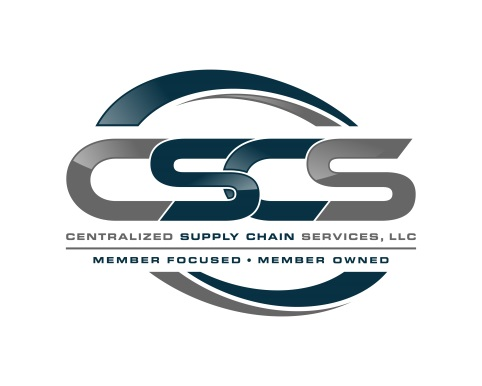 CSCS
CENTRALIZED SUPPLY CHAIN SERVICES, LLC
MEMBER FOCUSED • MEMBER OWNED